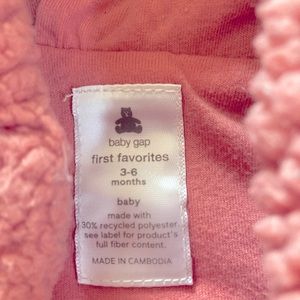 baby gap
first favorites
3-6
months
baby
made with
30% recycled polyester
see label for product's
full fiber content.
MADE IN CAMBODIA